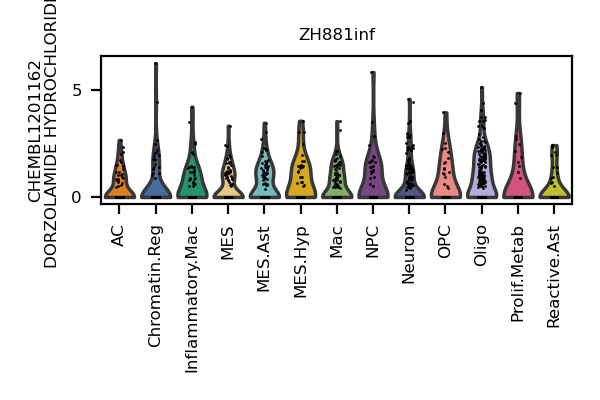 ZH881inf
CHEMBL1201162
DORZOLAMIDE HYDROCHLORIDE
5
0
AC
Chromatin.Reg
Inflammatory.Mac
MES
MES.Ast
MES.Hyp
Mac
NPC
Neuron
OPC
Oligo
Prolif.Metab
Reactive.Ast